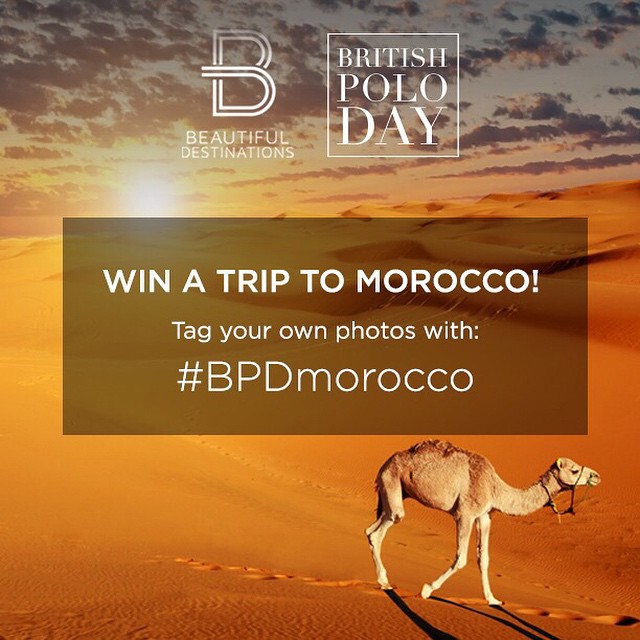 B
BEAUTIFUL
DESTINATIONS
BRITISH
POLO
DAY
WIN A TRIP TO MOROCCO!
Tag your own photos with:
#BPDmorocco